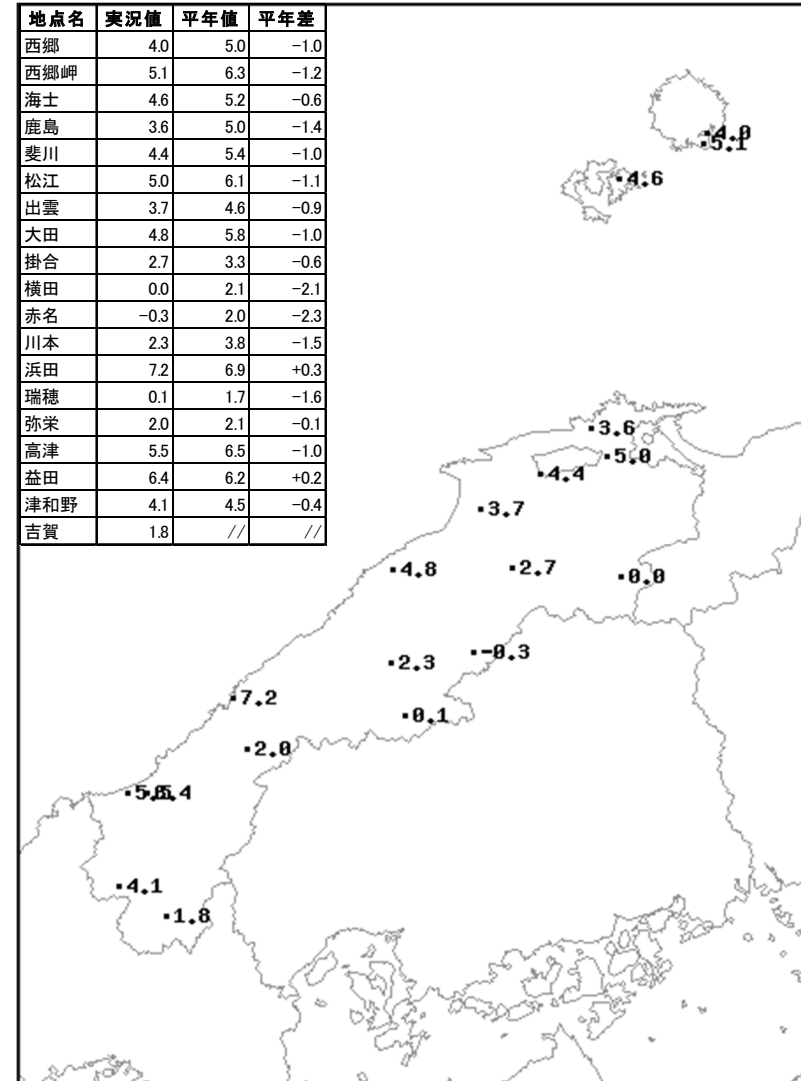 地点名 実況値 平年値 平年差
西郷 4.0 5.0 −1.0
西郷岬 5.1 6.3 −1.2
海士 4.6 5.2 −0.6
鹿島 3.6 5.0 −1.4
斐川 4.4 5.4 −1.0
松江 5.0 6.1 −1.1
出雲 3.7 4.6 −0.9
大田 4.8 5.8 −1.0
掛合 2.7 3.3 −0.6
横田 0.0 2.1 −2.1
赤名 −0.3 2.0 −2.3
川本 2.3 3.8 −1.5
浜田 7.2 6.9 +0.3
瑞穂 0.1 1.7 −1.6
弥栄 2.0 2.1 −0.1
高津 5.5 6.5 −1.0
益田 6.4 6.2 +0.2
津和野 4.1 4.5 −0.4
吉賀 1.8 // //
4.0
5.1
4.6
3.6
5.0
4.4
3.7
4.8
2.7
0.0
-0.3
2.3
7.2
0.1
2.0
4.1
1.8